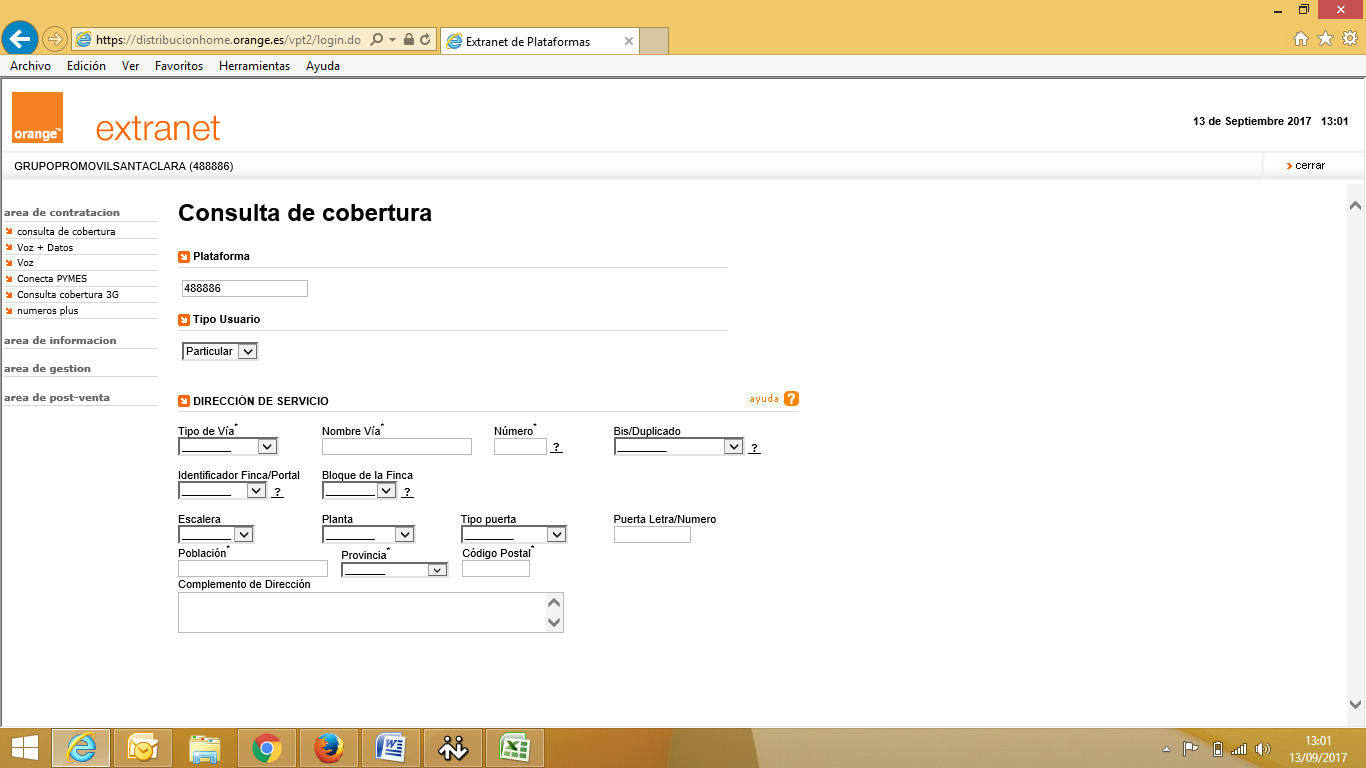 https://distribucionhome.orange.es/vpt2/login.do
Extranet de Plataformas
Archivo Edición Ver Favoritos Herramientas Ayuda
orange™
extranet
13 de Septiembre 2017 13:01
GRUPOPROMOVILSANTACLARA (488886)
cerrar
area de contratacion
consulta de cobertura
Voz + Datos
Voz
Conecta PYMES
Consulta cobertura 3G
numeros plus
area de informacion
area de gestion
area de post-venta
Consulta de cobertura
Plataforma
488886
Tipo Usuario
Particular
DIRECCIÓN DE SERVICIO
ayuda ?
Tipo de Vía* Nombre Vía* Número* Bis/Duplicado
? ?
Identificador Finca/Portal Bloque de la Finca
? ?
Escalera Planta Tipo puerta Puerta Letra/Numero
Población* Provincia* Código Postal*
Complemento de Dirección
13:01
13/09/2017